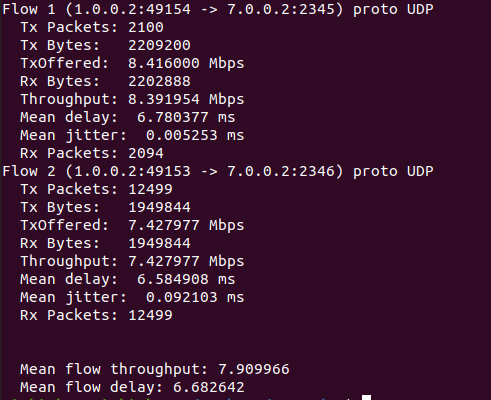 Flow 1 (1.0.0.2:49154 -> 7.0.0.2:2345) proto UDP
Tx Packets: 2100
Tx Bytes: 2209200
TxOffered: 8.416000 Mbps
Rx Bytes: 2202888
Throughput: 8.391954 Mbps
Mean delay: 6.780377 ms
Mean jitter: 0.005253 ms
Rx Packets: 2094
Flow 2 (1.0.0.2:49153 -> 7.0.0.2:2346) proto UDP
Tx Packets: 12499
Tx Bytes: 1949844
TxOffered: 7.427977 Mbps
Rx Bytes: 1949844
Throughput: 7.427977 Mbps
Mean delay: 6.584908 ms
Mean jitter: 0.092103 ms
Rx Packets: 12499
Mean flow throughput: 7.909966
Mean flow delay: 6.682642